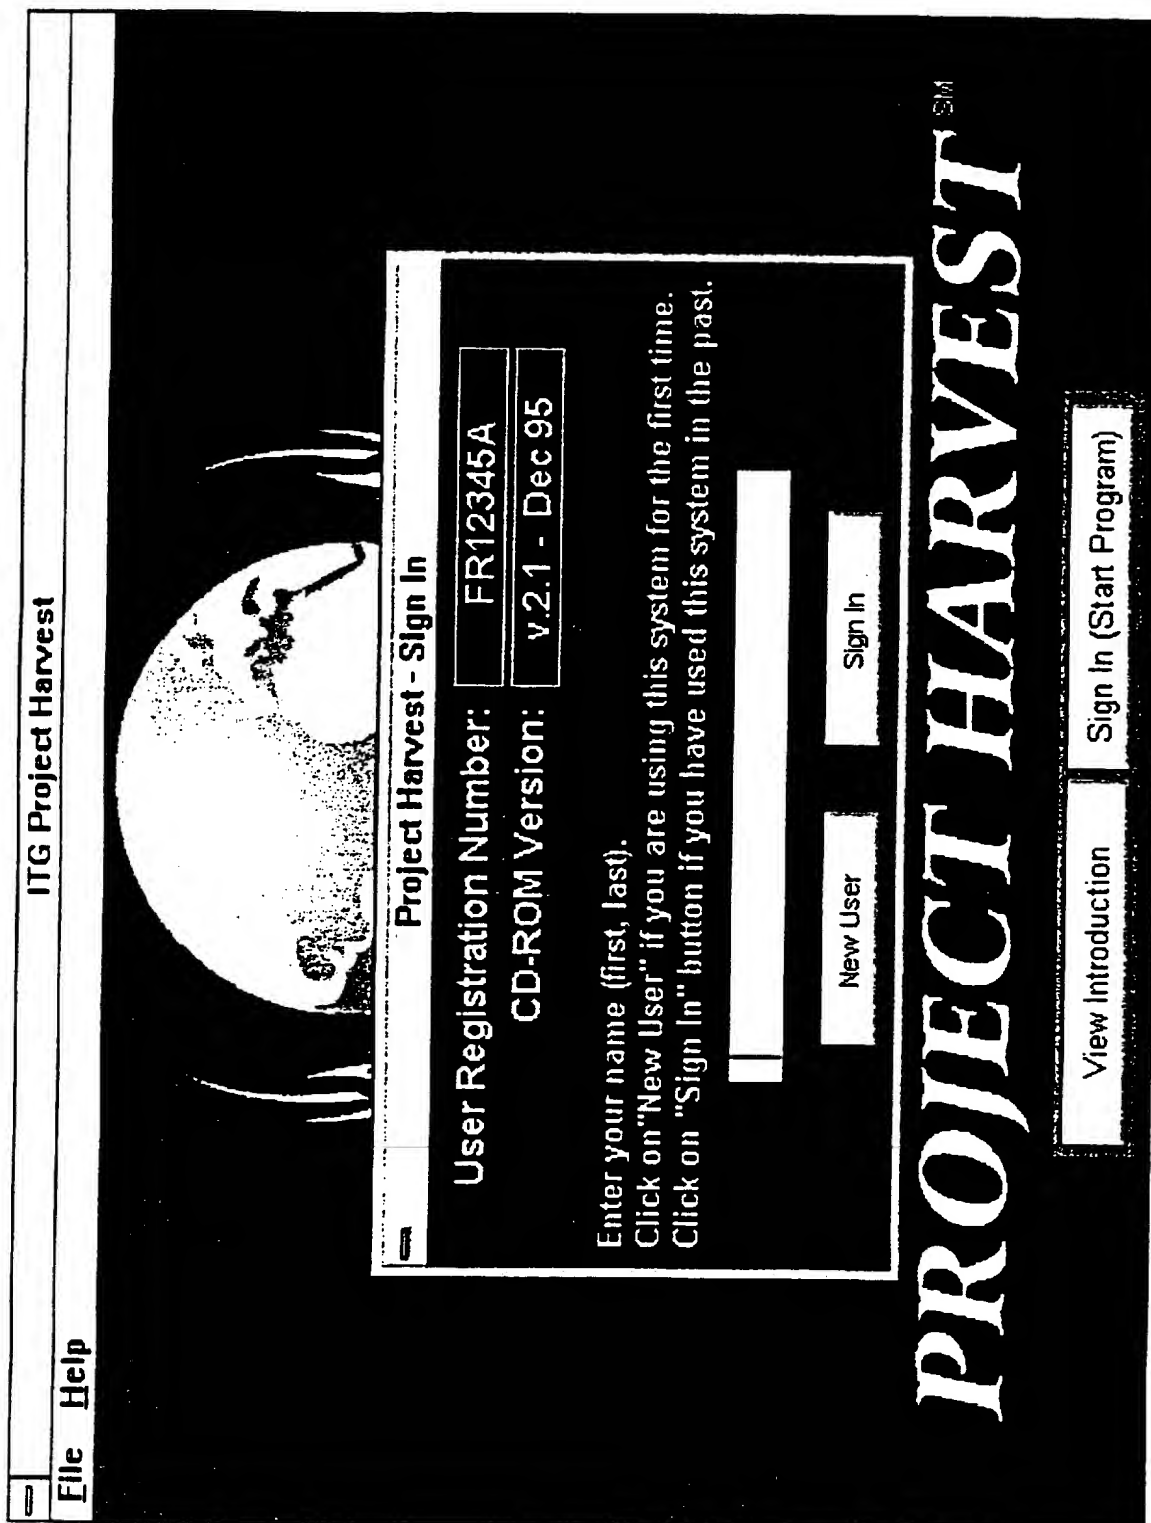 ITG Project Harvest
File Help
Project Harvest - Sign In
User Registration Number: FR12345A
CD-ROM Version: v.2.1 - Dec 95
Enter your name (first, last).
Click on"New User" if you are using this system for the first time.
Click on "Sign In" button if you have used this system in the past.
New User Sign In
PROJECT HARVEST SM
View Introduction Sign In (Start Program)